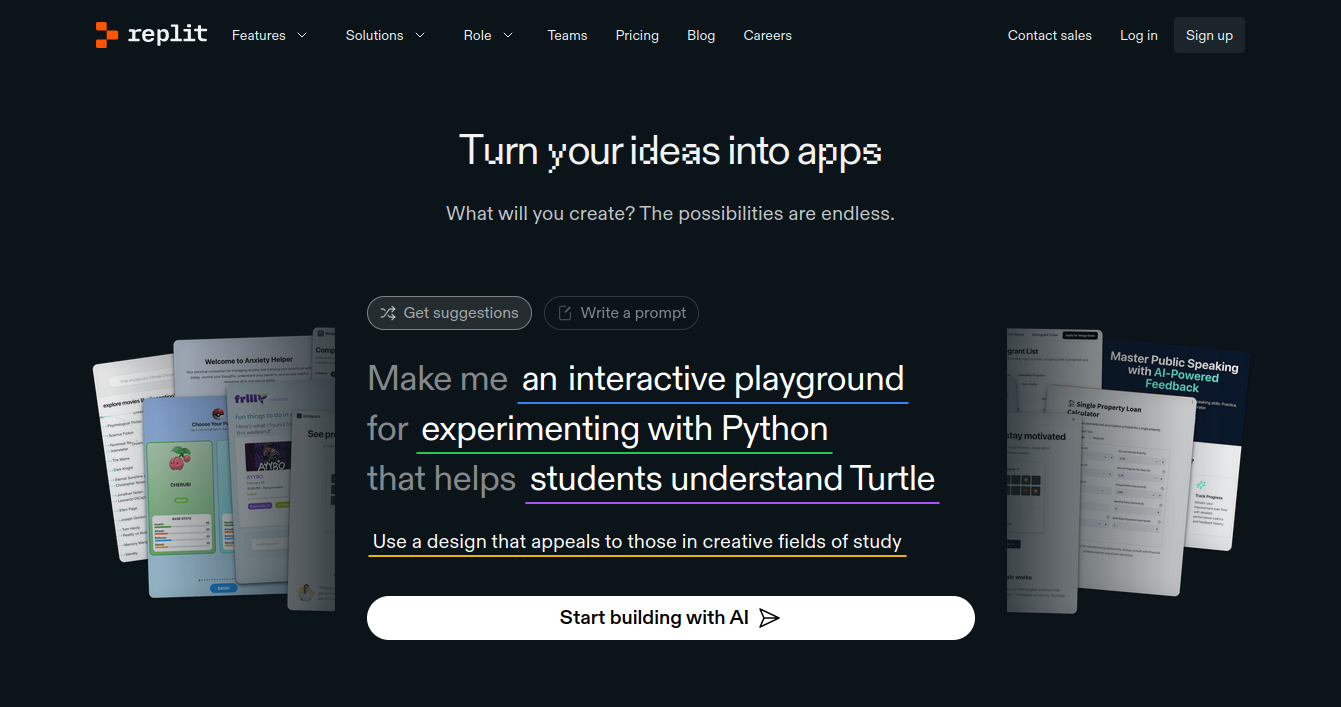 replit
Features
Solutions
Role
Teams
Pricing
Blog
Careers
Contact sales
Log in
Sign up
Turn your ideas into apps
What will you create? The possibilities are endless.
Get suggestions
Write a prompt
Make me an interactive playground
for experimenting with Python
that helps students understand Turtle
Use a design that appeals to those in creative fields of study
Start building with AI
Welcome to Anxiety Helper
explore movies
Choose Your
CHERUBI
frilly
fun things to do in
AYYBO
See pr
Comp
grant List
Master Public Speaking
with AI-Powered
Feedback
Single Property Loan
Calculator
stay motivated
Track Progress